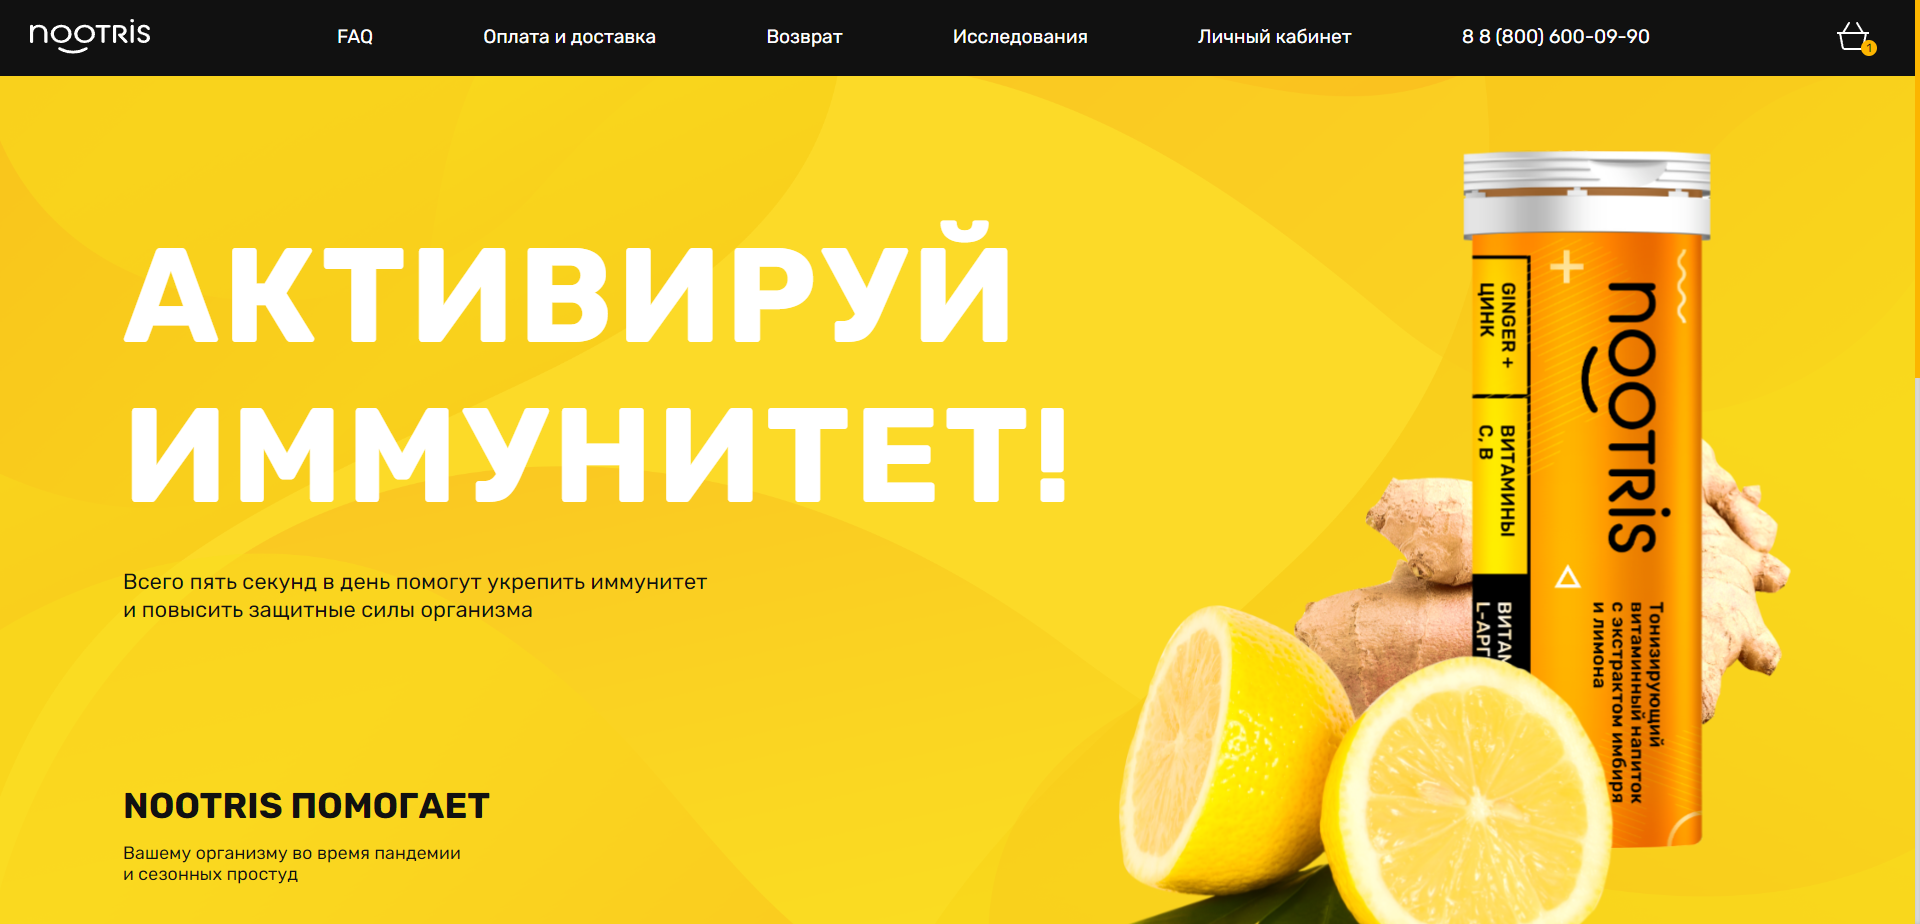 nooTRis
FAQ
Оплата и доставка
Возврат
Исследования
Личный кабинет
8 8 (800) 600-09-90
1
АКТИВИРУЙ
ИММУНИТЕТ!
Всего пять секунд в день помогут укрепить иммунитет
и повысить защитные силы организма
NOOTRIS ПОМОГАЕТ
Вашему организму во время пандемии
и сезонных простуд
GINGER +
ЦИНК
ВИТАМИНЫ
C, B
nooTRis
Тонизирующий
витаминный напиток
с экстрактом имбиря
и лимона